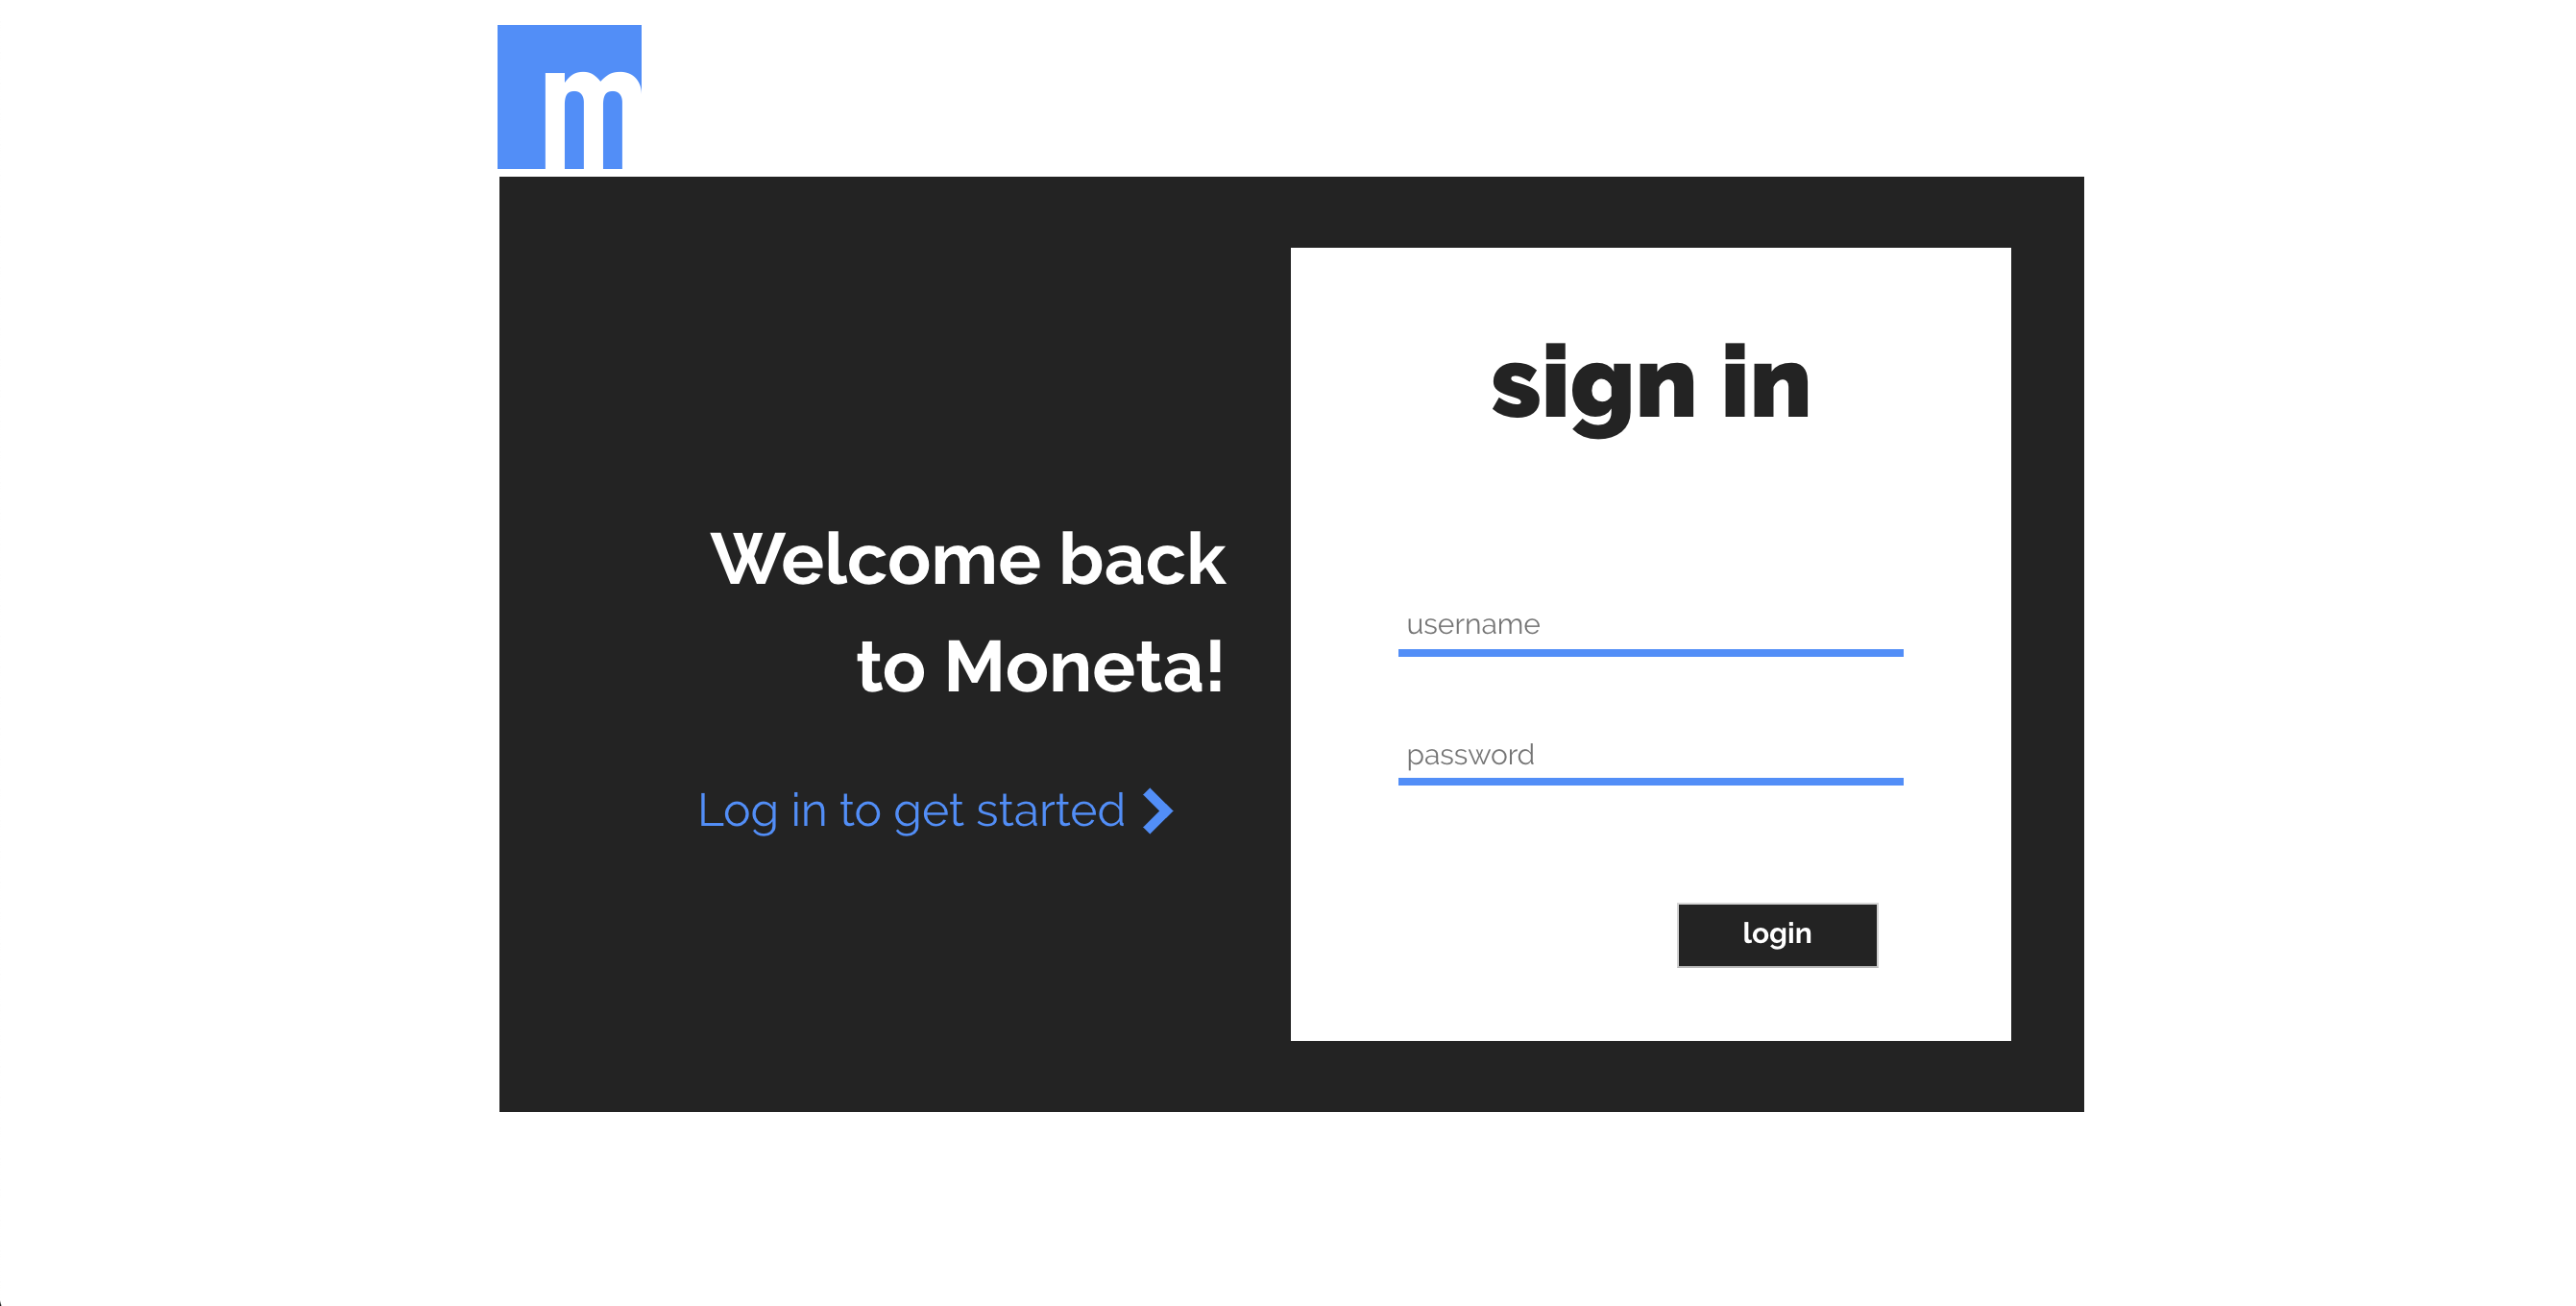 m
Welcome back
to Moneta!
Log in to get started
sign in
username
password
login